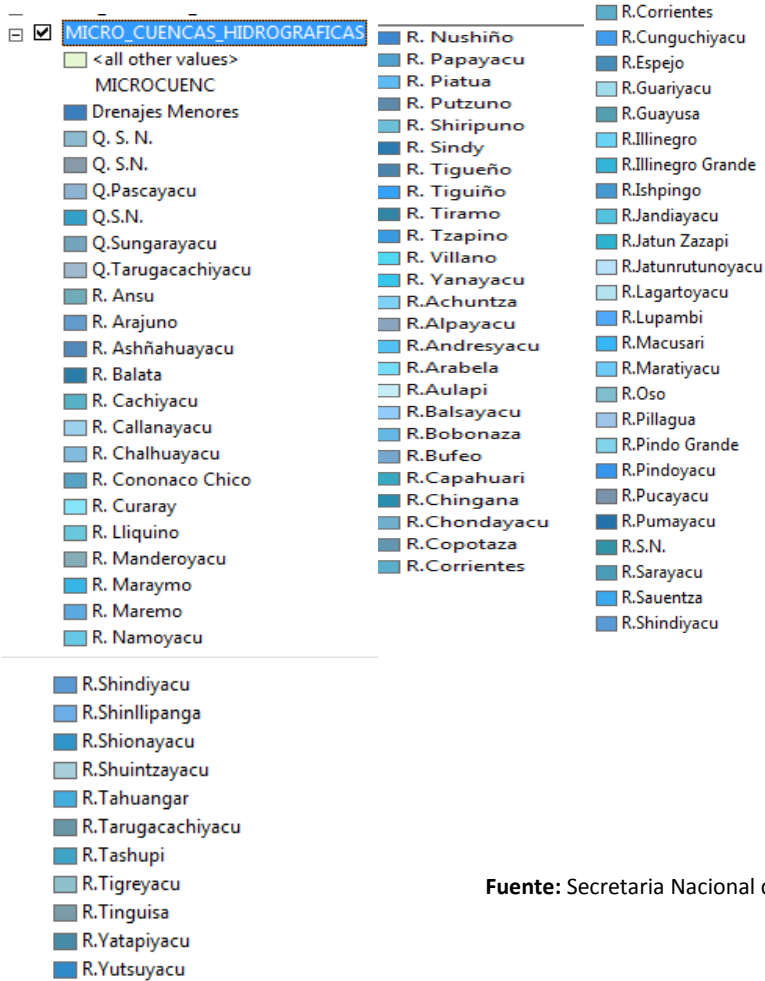 MICRO_CUENCAS_HIDROGRAFICAS
<all other values>
MICROCUENC
Drenajes Menores
Q. S. N.
Q. S.N.
Q.Pascayacu
Q.S.N.
Q.Sungarayacu
Q.Tarugacachiyacu
R. Ansu
R. Arajuno
R. Ashñahuayacu
R. Balata
R. Cachiyacu
R. Callanayacu
R. Chalhuayacu
R. Cononaco Chico
R. Curaray
R. Lliquino
R. Manderoyacu
R. Maraymo
R. Maremo
R. Namoyacu
R. Nushiño
R. Papayacu
R. Piatua
R. Putzuno
R. Shiripuno
R. Sindy
R. Tigueño
R. Tiguiño
R. Tiramo
R. Tzapino
R. Villano
R. Yanayacu
R.Achuntza
R.Alpayacu
R.Andresyacu
R.Arabela
R.Aulapi
R.Balsayacu
R.Bobonaza
R.Bufeo
R.Capahuari
R.Chingana
R.Chondayacu
R.Copotaza
R.Corrientes
R.Corrientes
R.Cunguchiyacu
R.Espejo
R.Guariyacu
R.Guayusa
R.Illinegro
R.Illinegro Grande
R.Ishpingo
R.Jandiayacu
R.Jatun Zazapi
R.Jatunrutunoyacu
R.Lagartoyacu
R.Lupambi
R.Macusari
R.Maratiyacu
R.Oso
R.Pillagua
R.Pindo Grande
R.Pindoyacu
R.Pucayacu
R.Pumayacu
R.S.N.
R.Sarayacu
R.Sauentza
R.Shindiyacu
R.Shindiyacu
R.Shinllipanga
R.Shionayacu
R.Shuintzayacu
R.Tahuangar
R.Tarugacachiyacu
R.Tashupi
R.Tigreyacu
R.Tinguisa
R.Yatapiyacu
R.Yutsuyacu
Fuente: Secretaria Nacional